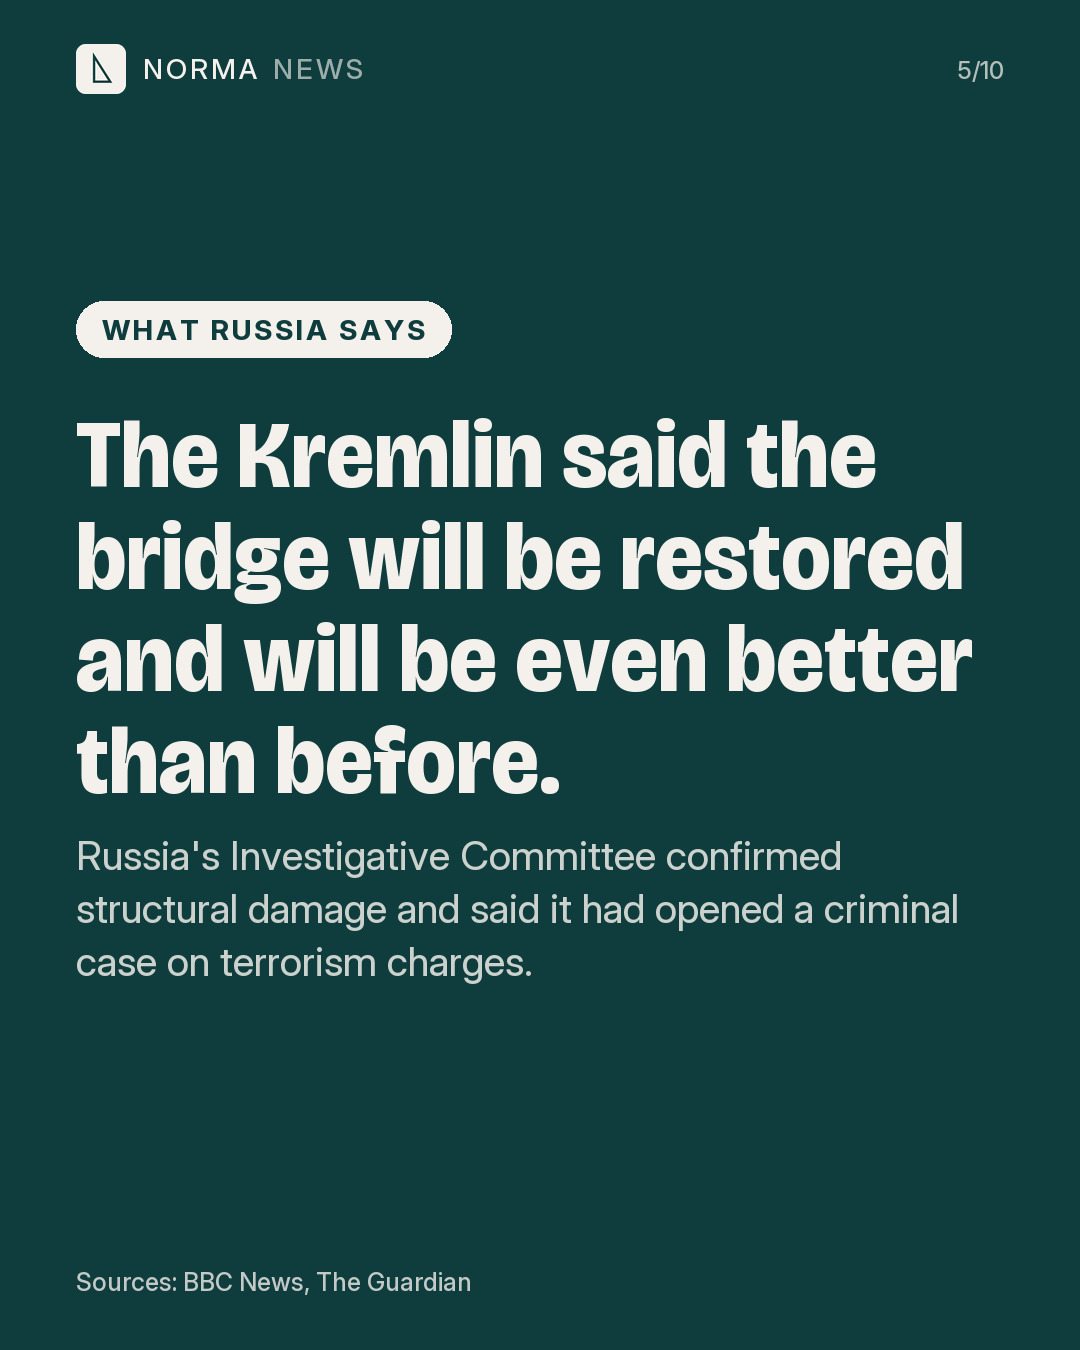 NORMA NEWS
5/10
WHAT RUSSIA SAYS
The Kremlin said the
bridge will be restored
and will be even better
than before.
Russia's Investigative Committee confirmed
structural damage and said it had opened a criminal
case on terrorism charges.
Sources: BBC News, The Guardian